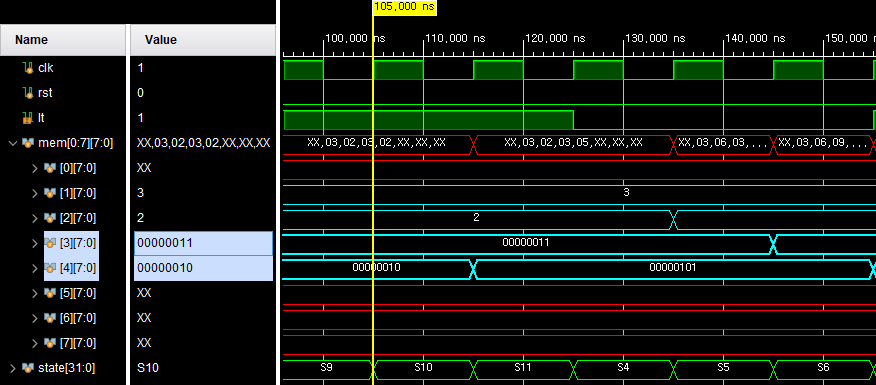 105,000 ns
Name Value
100,000 ns 110,000 ns 120,000 ns 130,000 ns 140,000 ns 150,000
clk 1
rst 0
lt 1
mem[0:7][7:0] XX,03,02,03,02,XX,XX,XX XX,03,02,03,02,XX,XX,XX XX,03,02,03,05,XX,XX,XX XX,03,06,03,... XX,03,06,09,...
[0][7:0] XX
[1][7:0] 3 3
[2][7:0] 2 2
[3][7:0] 00000011 00000011
[4][7:0] 00000010 00000010 00000101
[5][7:0] XX
[6][7:0] XX
[7][7:0] XX
state[31:0] S10 S9 S10 S11 S4 S5 S6